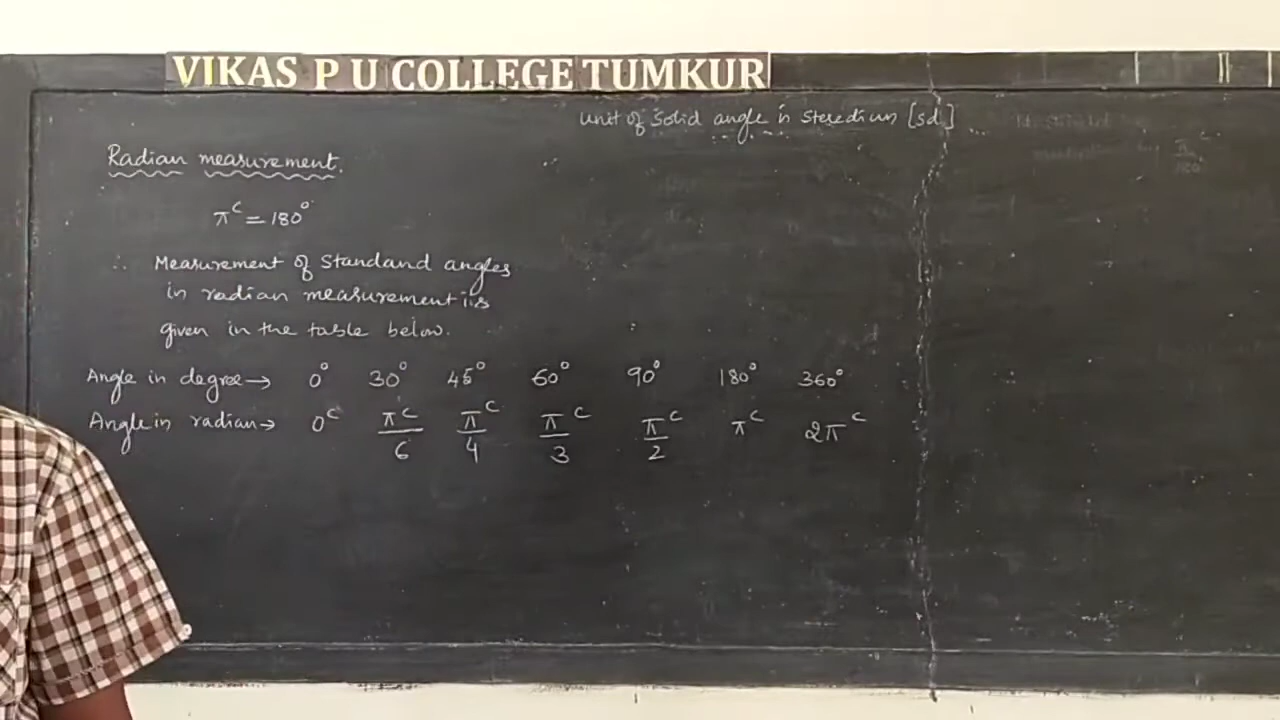 VIKAS P U COLLEGE TUMKUR
unit of solid angle in steredium [sd]
Radian measurement.
π^c = 180°
∴ Measurement of Standand angles
in radian measurement is
given in the table below.
Angle in degree → 0° 30° 45° 60° 90° 180° 360°
Angle in radian → 0^c π^c/6 π^c/4 π^c/3 π^c/2 π^c 2π^c